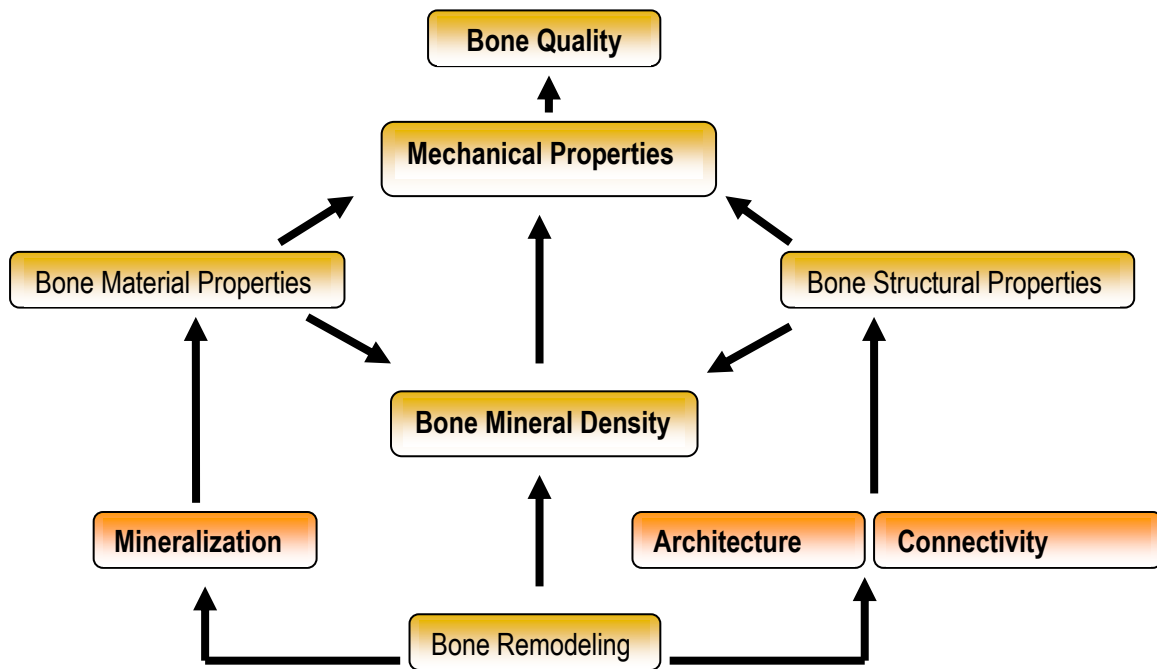 Bone Quality
Mechanical Properties
Bone Material Properties
Bone Structural Properties
Bone Mineral Density
Mineralization
Architecture
Connectivity
Bone Remodeling